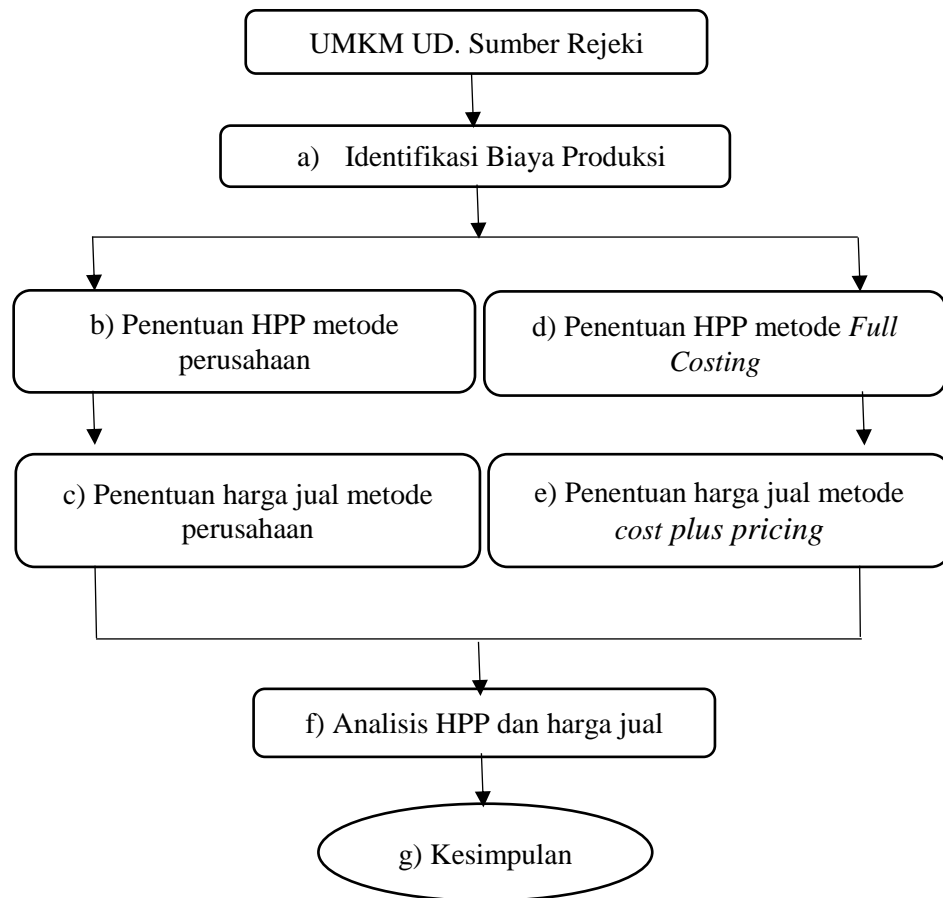 UMKM UD. Sumber Rejeki
a) Identifikasi Biaya Produksi
b) Penentuan HPP metode
perusahaan
d) Penentuan HPP metode Full
Costing
c) Penentuan harga jual metode
perusahaan
e) Penentuan harga jual metode
cost plus pricing
f) Analisis HPP dan harga jual
g) Kesimpulan